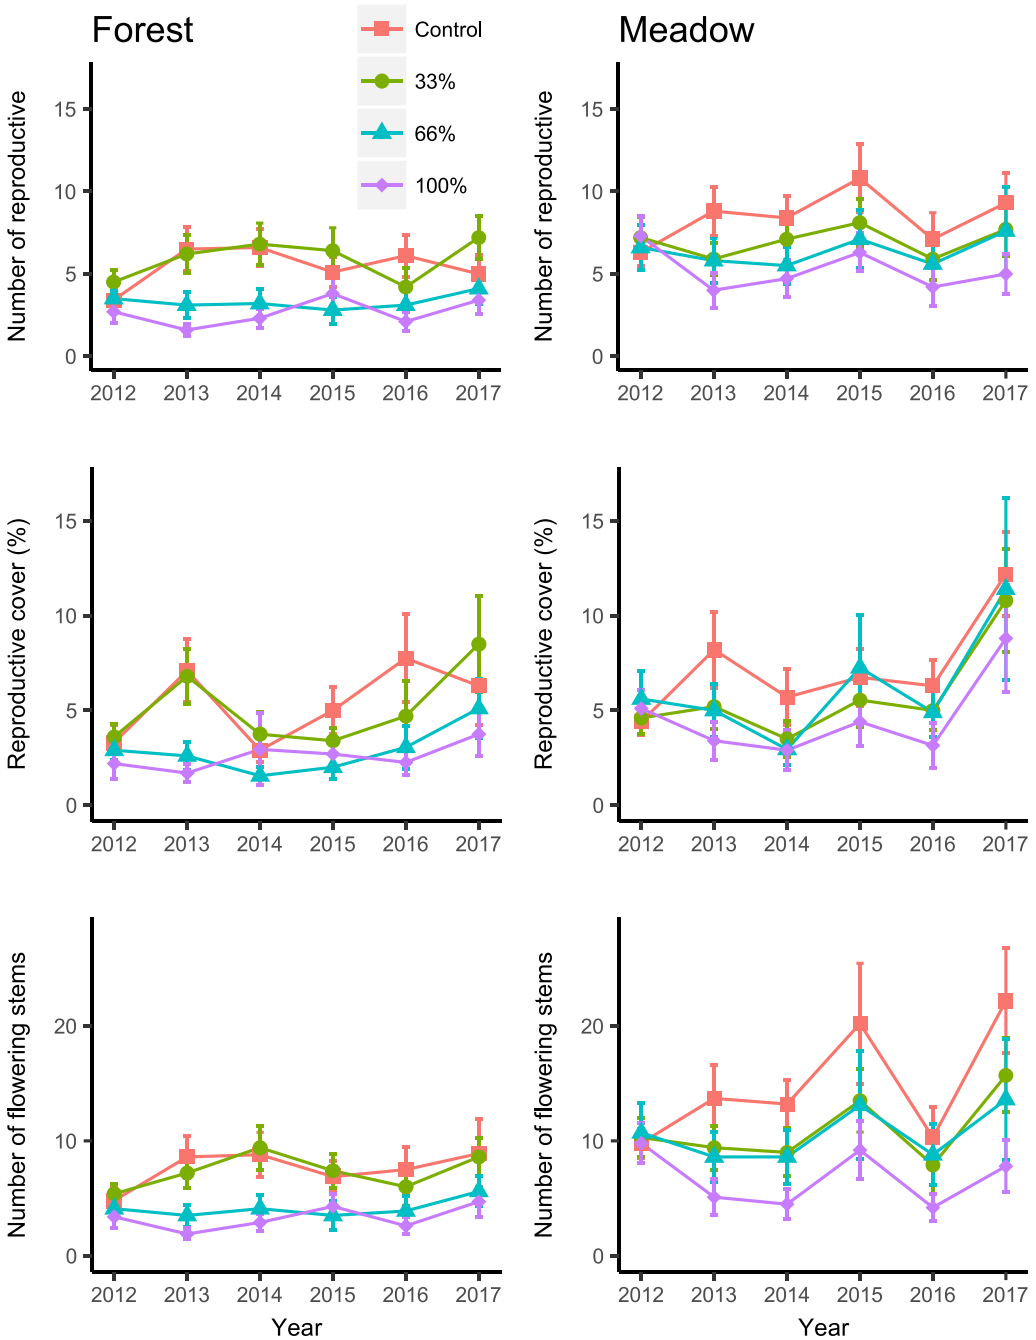 Forest
Control
33%
66%
100%
Meadow
Number of reproductive
15
10
5
0
2012 2013 2014 2015 2016 2017
Number of reproductive
15
10
5
0
2012 2013 2014 2015 2016 2017
Reproductive cover (%)
15
10
5
0
2012 2013 2014 2015 2016 2017
Reproductive cover (%)
15
10
5
0
2012 2013 2014 2015 2016 2017
Number of flowering stems
20
10
0
2012 2013 2014 2015 2016 2017
Year
Number of flowering stems
20
10
0
2012 2013 2014 2015 2016 2017
Year